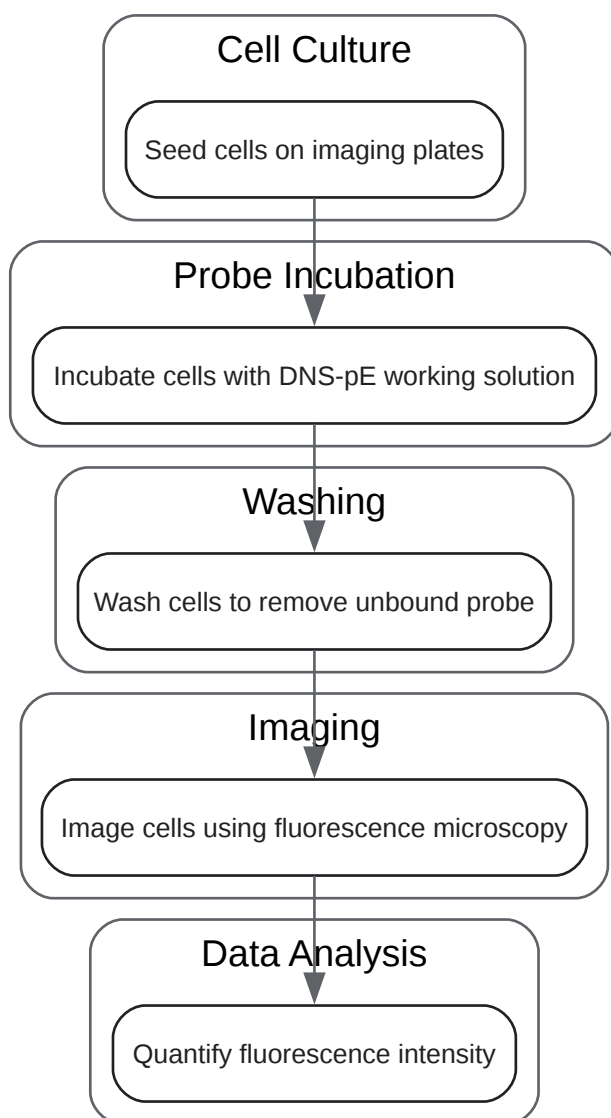 Cell Culture
Seed cells on imaging plates
Probe Incubation
Incubate cells with DNS-pE working solution
Washing
Wash cells to remove unbound probe
Imaging
Image cells using fluorescence microscopy
Data Analysis
Quantify fluorescence intensity